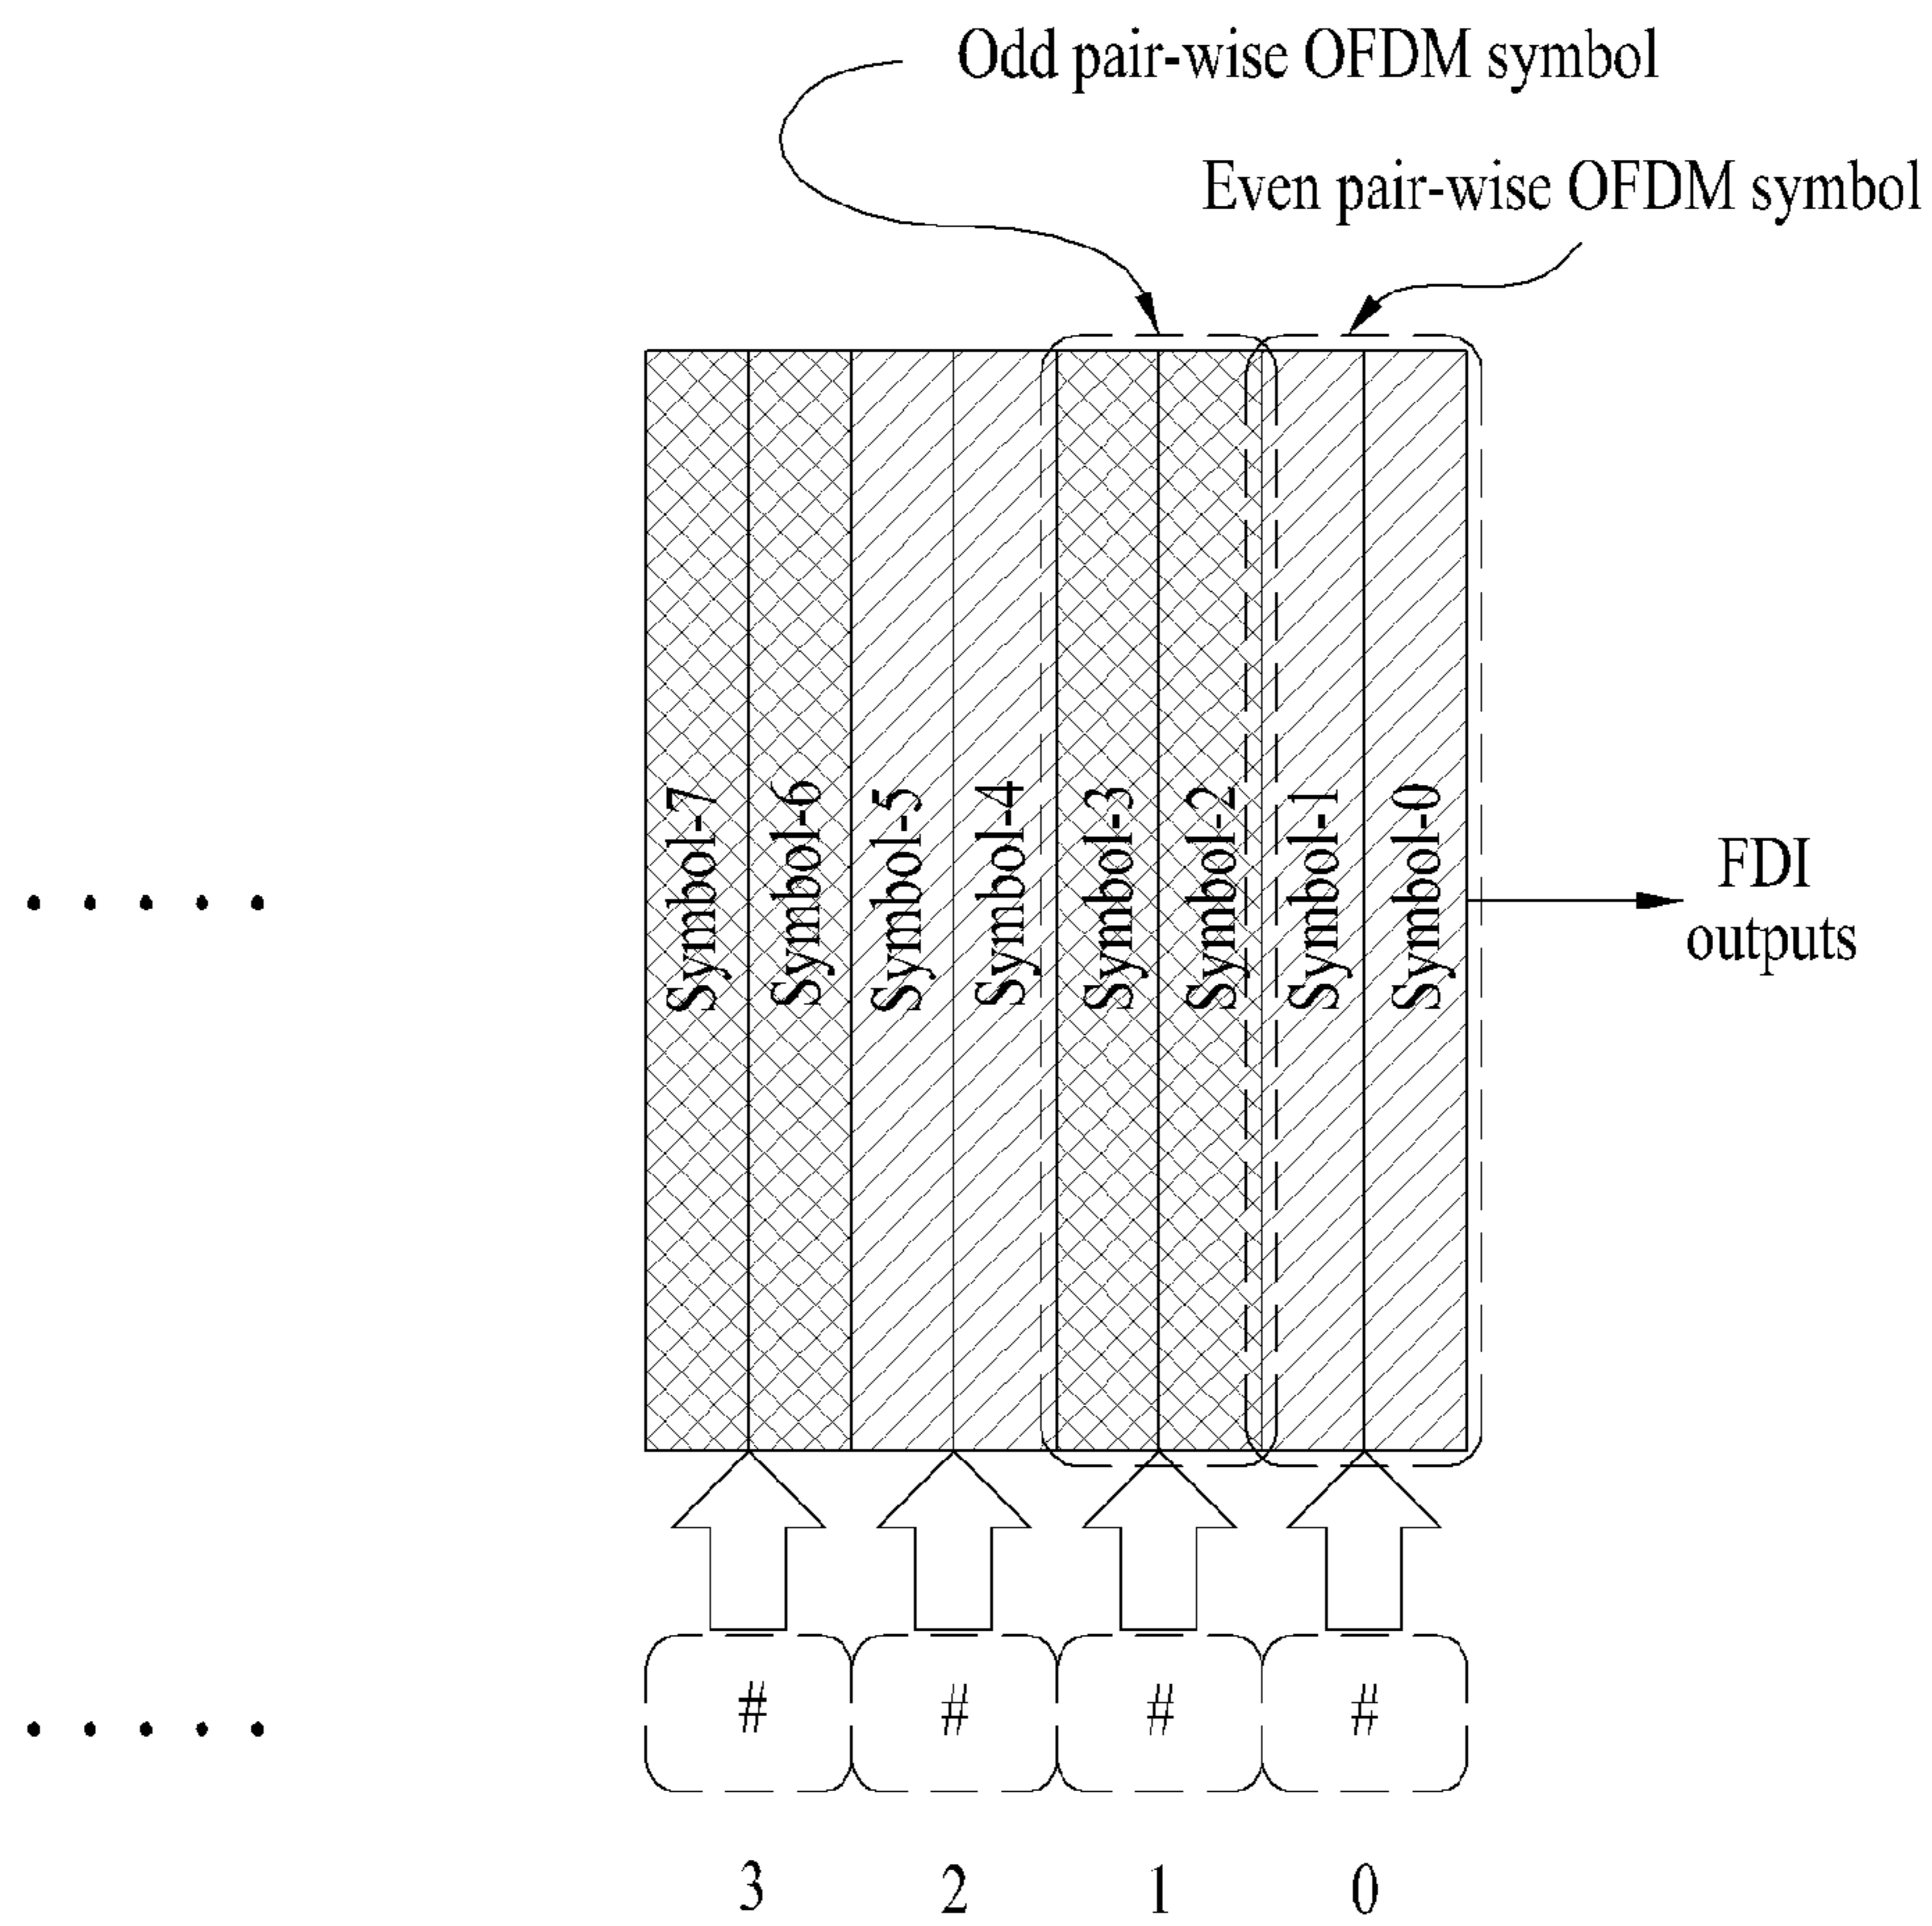 Odd pair-wise OFDM symbol
Even pair-wise OFDM symbol
Symbol-7
Symbol-6
Symbol-5
Symbol-4
Symbol-3
Symbol-2
Symbol-1
Symbol-0
FDI
outputs
# # # #
3 2 1 0